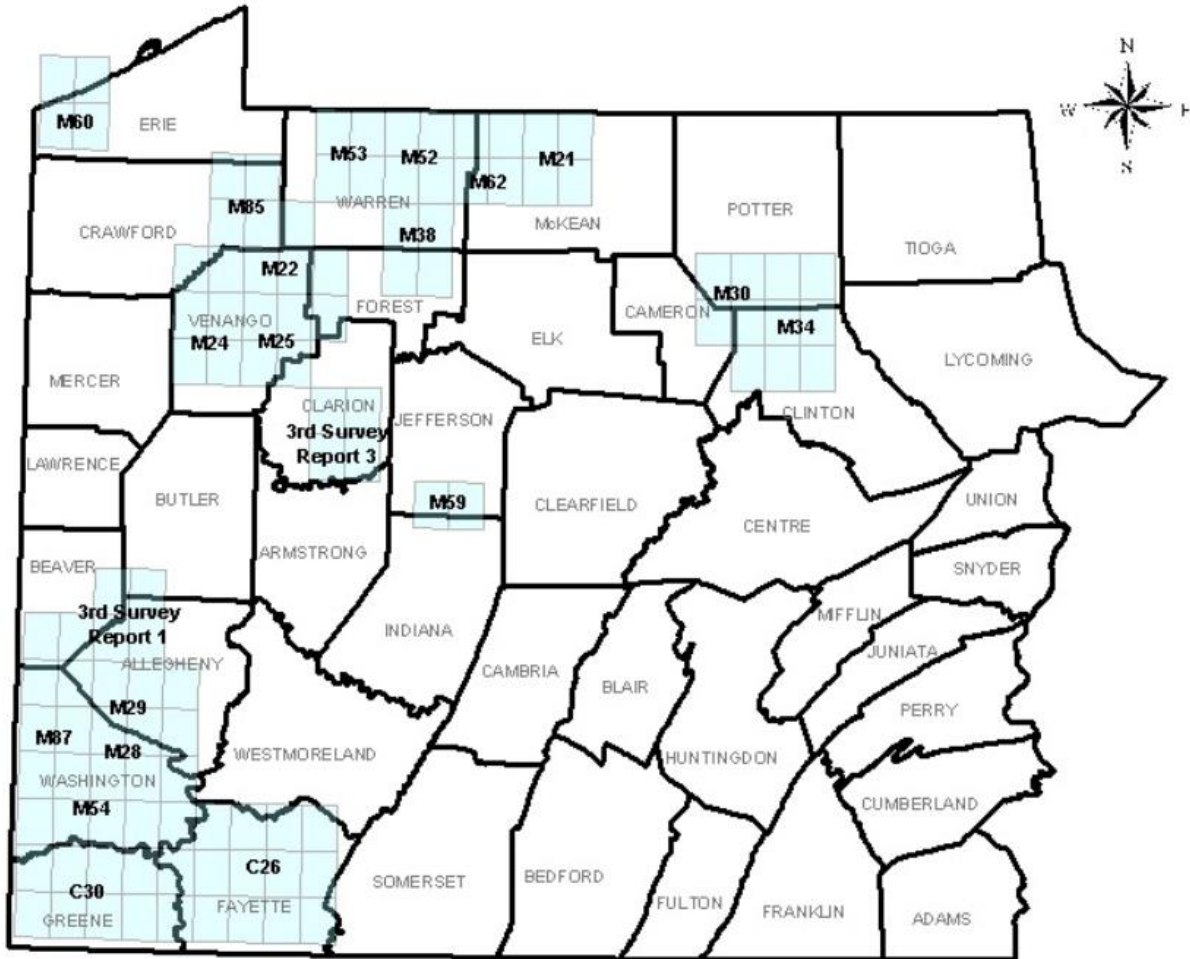 N
W
S
M60
ERIE
M53
M52
M21
M62
M85
WARREN
McKEAN
POTTER
CRAWFORD
M38
TIOGA
M22
M30
FOREST
CAMERON
VENANGO
M24
M25
ELK
M34
LYCOMING
MERCER
CLARION
JEFFERSON
CLINTON
3rd Survey
Report 3
LAWRENCE
BUTLER
M59
CLEARFIELD
UNION
CENTRE
ARMSTRONG
BEAVER
SNYDER
3rd Survey
Report 1
MIFFLIN
INDIANA
ALLEGHENY
JUNIATA
CAMBRIA
BLAIR
M29
PERRY
M87
M28
WESTMORELAND
HUNTINGDON
WASHINGTON
M54
CUMBERLAND
C26
C30
SOMERSET
BEDFORD
FULTON
FRANKLIN
ADAMS
GREENE
FAYETTE